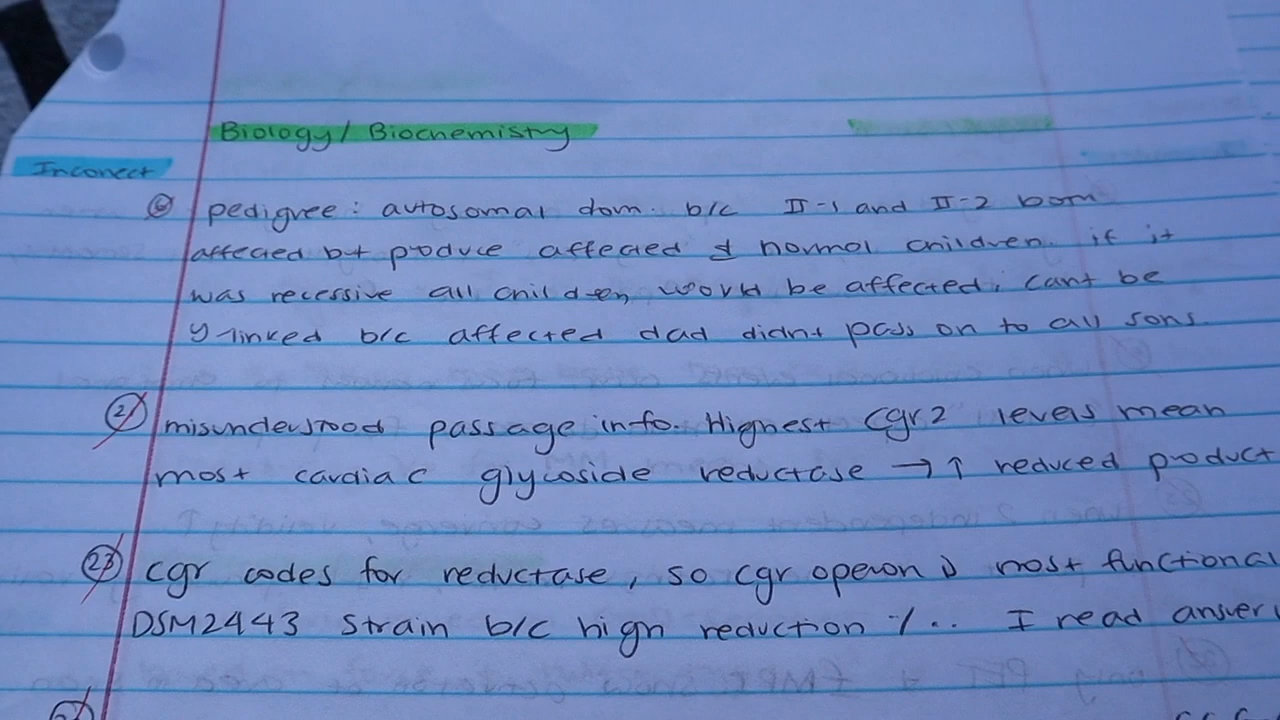 Biology/ Biochemistry
Inconect
⑥ pedigree: autosomal dom. b/c II-1 and II-2 both
affected but produce affected & normal children. if it
was recessive all children would be affected; cant be
y-linked b/c affected dad didnt pass on to all sons.
misunderstood passage info. Highest Cgr2 levels mean
most cardiac glycoside reductase → ↑ reduced product
23 cgr codes for reductase, so cgr operon is most functional
DSM2443 strain b/c high reduction %... I read answer